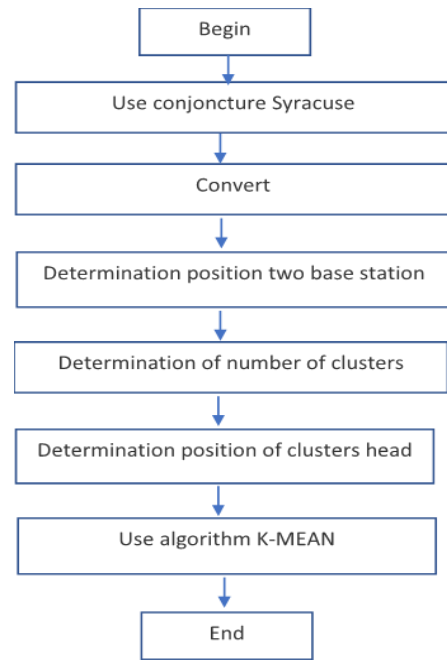 Begin
Use conjoncture Syracuse
Convert
Determination position two base station
Determination of number of clusters
Determination position of clusters head
Use algorithm K-MEAN
End